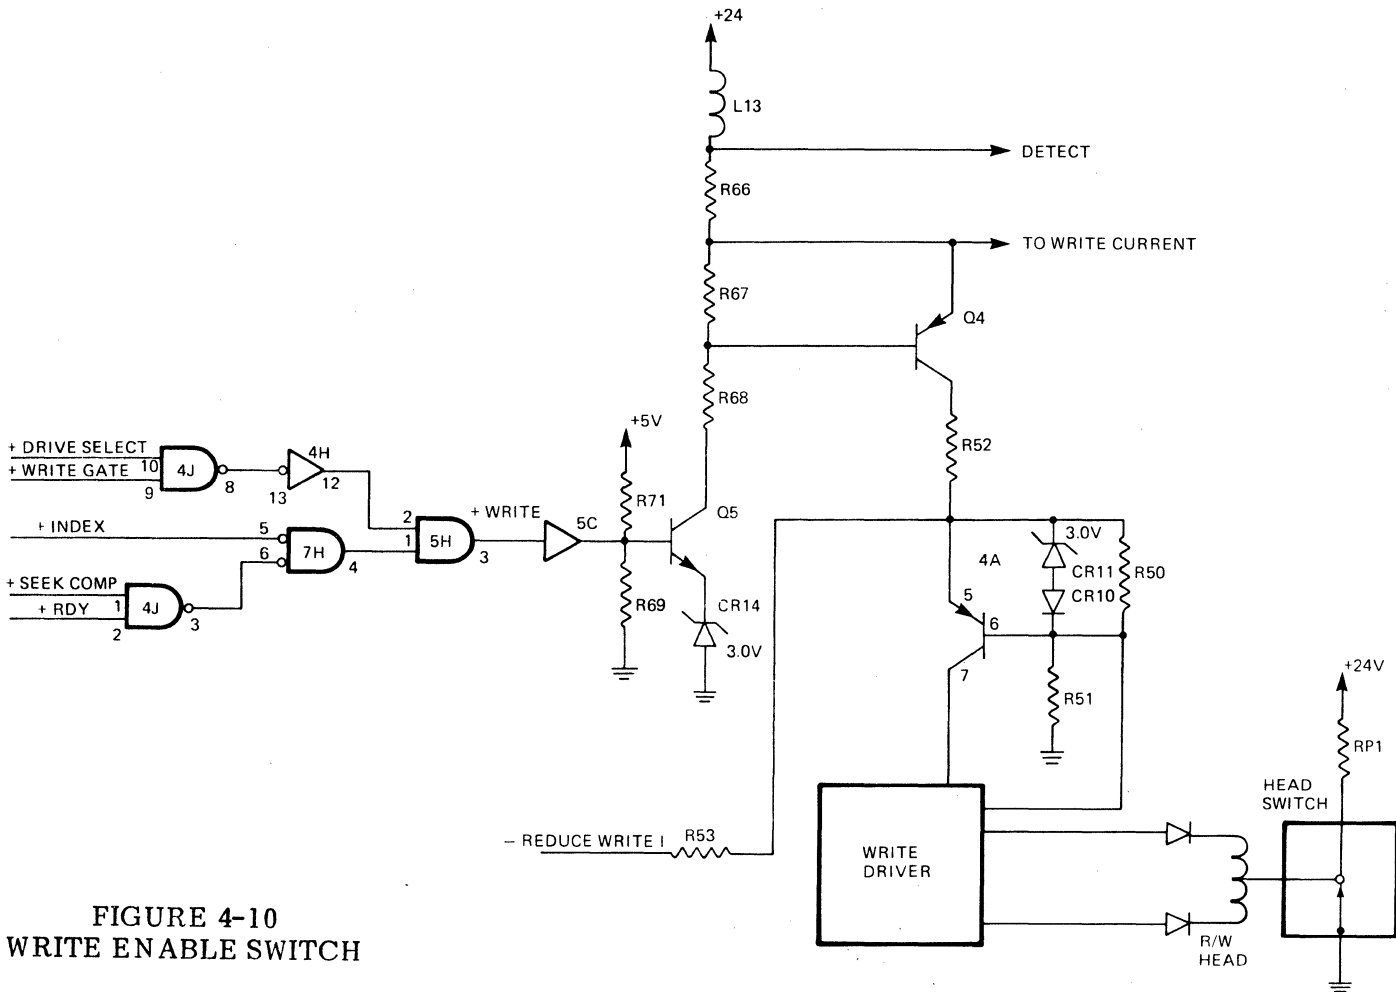 +24
L13
DETECT
R66
TO WRITE CURRENT
R67
Q4
R68
+5V
R52
+ DRIVE SELECT
10
4J
+ WRITE GATE
9
8
4H
13
12
R71
Q5
+ INDEX
5
2
+ WRITE
5C
3.0V
7H
1
5H
3
6
4
4A
CR11
R50
+ SEEK COMP
1
4J
+ RDY
2
3
R69
CR14
CR10
5
6
3.0V
7
R51
+24V
RP1
HEAD
SWITCH
– REDUCE WRITE I
R53
WRITE
DRIVER
R/W
HEAD
FIGURE 4-10
WRITE ENABLE SWITCH